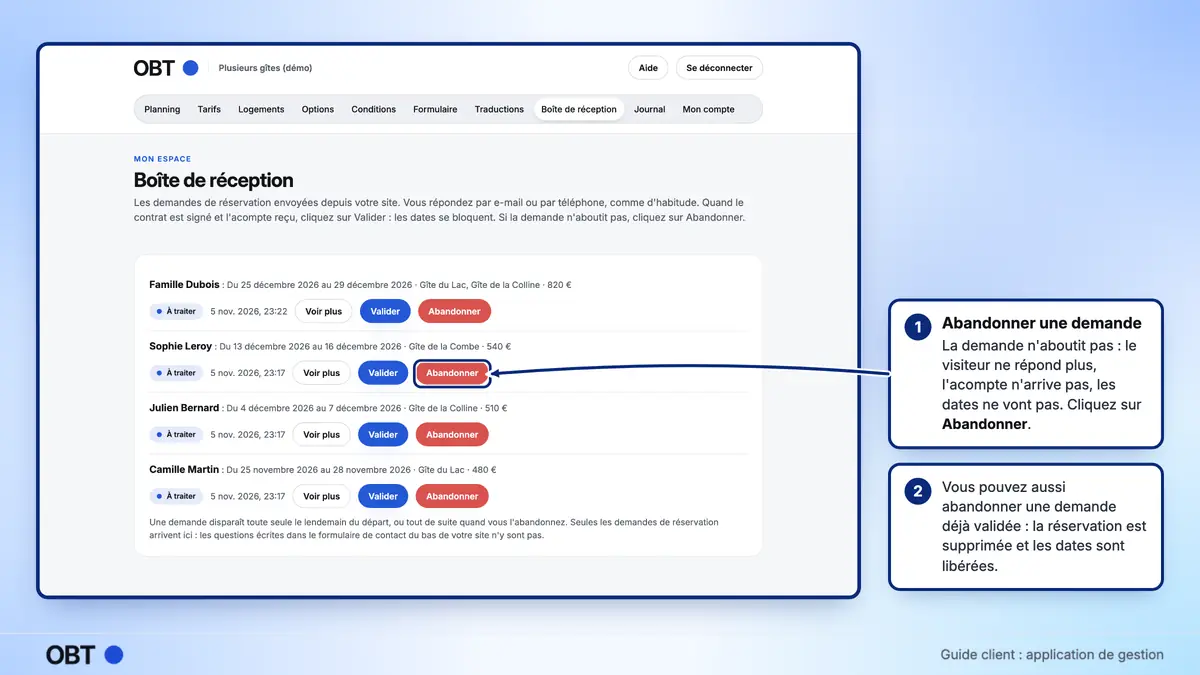 OBT
Plusieurs gîtes (démo)
Aide
Se déconnecter
Planning
Tarifs
Logements
Options
Conditions
Formulaire
Traductions
Boîte de réception
Journal
Mon compte
MON ESPACE
Boîte de réception
Les demandes de réservation envoyées depuis votre site. Vous répondez par e-mail ou par téléphone, comme d'habitude. Quand le
contrat est signé et l'acompte reçu, cliquez sur Valider : les dates se bloquent. Si la demande n'aboutit pas, cliquez sur Abandonner.
Famille Dubois : Du 25 décembre 2026 au 29 décembre 2026 · Gîte du Lac, Gîte de la Colline · 820 €
À traiter 5 nov. 2026, 23:22 Voir plus Valider Abandonner
Sophie Leroy : Du 13 décembre 2026 au 16 décembre 2026 · Gîte de la Combe · 540 €
À traiter 5 nov. 2026, 23:17 Voir plus Valider Abandonner
Julien Bernard : Du 4 décembre 2026 au 7 décembre 2026 · Gîte de la Colline · 510 €
À traiter 5 nov. 2026, 23:17 Voir plus Valider Abandonner
Camille Martin : Du 25 novembre 2026 au 28 novembre 2026 · Gîte du Lac · 480 €
À traiter 5 nov. 2026, 23:17 Voir plus Valider Abandonner
Une demande disparaît toute seule le lendemain du départ, ou tout de suite quand vous l'abandonnez. Seules les demandes de réservation
arrivent ici : les questions écrites dans le formulaire de contact du bas de votre site n'y sont pas.
1
Abandonner une demande
La demande n'aboutit pas : le
visiteur ne répond plus,
l'acompte n'arrive pas, les
dates ne vont pas. Cliquez sur
Abandonner.
2
Vous pouvez aussi
abandonner une demande
déjà validée : la réservation est
supprimée et les dates sont
libérées.
OBT
Guide client : application de gestion